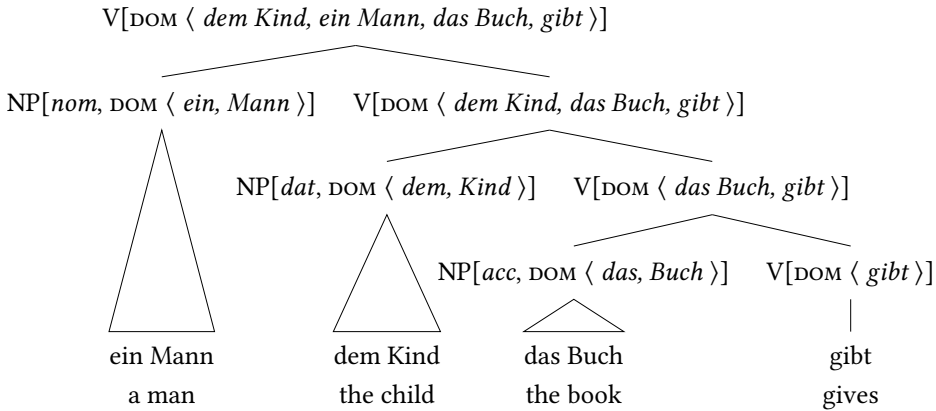 V[DOM ⟨ dem Kind, ein Mann, das Buch, gibt ⟩]
NP[nom, DOM ⟨ ein, Mann ⟩] V[DOM ⟨ dem Kind, das Buch, gibt ⟩]
NP[dat, DOM ⟨ dem, Kind ⟩] V[DOM ⟨ das Buch, gibt ⟩]
NP[acc, DOM ⟨ das, Buch ⟩] V[DOM ⟨ gibt ⟩]
ein Mann dem Kind das Buch gibt
a man the child the book gives